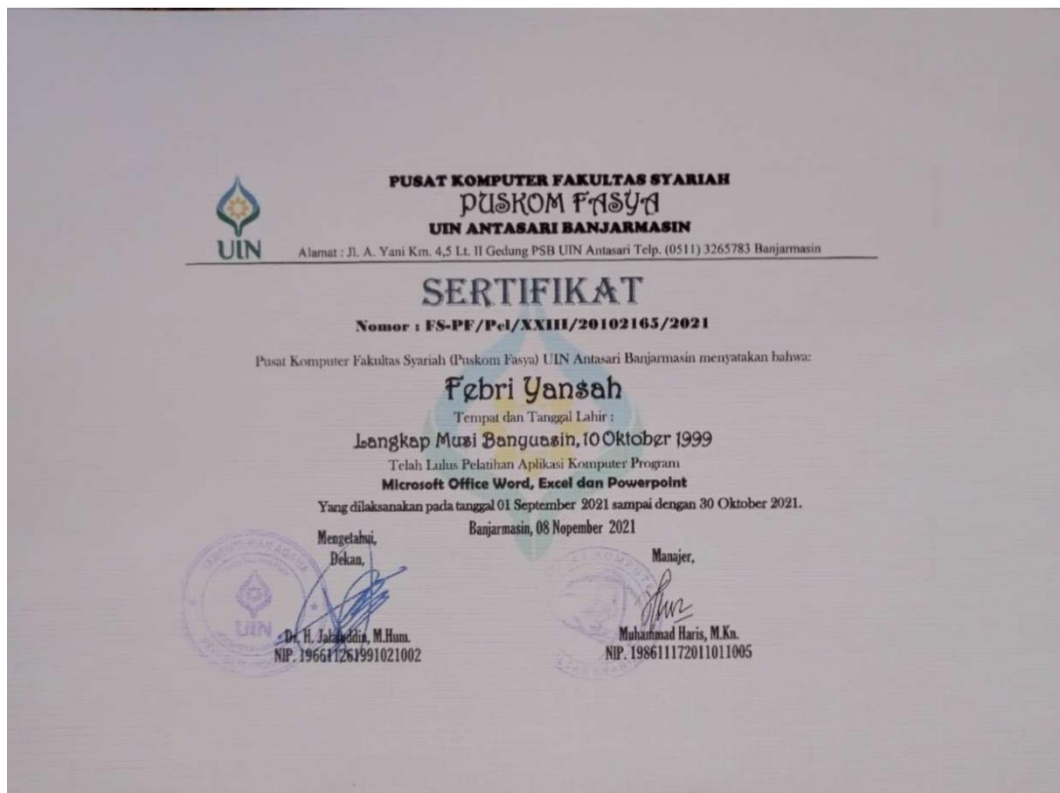 PUSAT KOMPUTER FAKULTAS SYARIAH
PUSKOM FASYA
UIN ANTASARI BANJARMASIN
UIN
Alamat : Jl. A. Yani Km. 4,5 Lt. II Gedung PSB UIN Antasari Telp. (0511) 3265783 Banjarmasin
SERTIFIKAT
Nomor : FS-PF/Pel/XXIII/20102165/2021
Pusat Komputer Fakultas Syariah (Puskom Fasya) UIN Antasari Banjarmasin menyatakan bahwa:
Febri Yansah
Tempat dan Tanggal Lahir :
Langkap Musi Banyuasin, 10 Oktober 1999
Telah Lulus Pelatihan Aplikasi Komputer Program
Microsoft Office Word, Excel dan Powerpoint
Yang dilaksanakan pada tanggal 01 September 2021 sampai dengan 30 Oktober 2021.
Banjarmasin, 08 Nopember 2021
Mengetahui,
Dekan,
Manajer,
UIN
Dr. H. M.Hum.
NIP. 196611261991021002
Muhammad Haris, M.Kn.
NIP. 198611172011011005